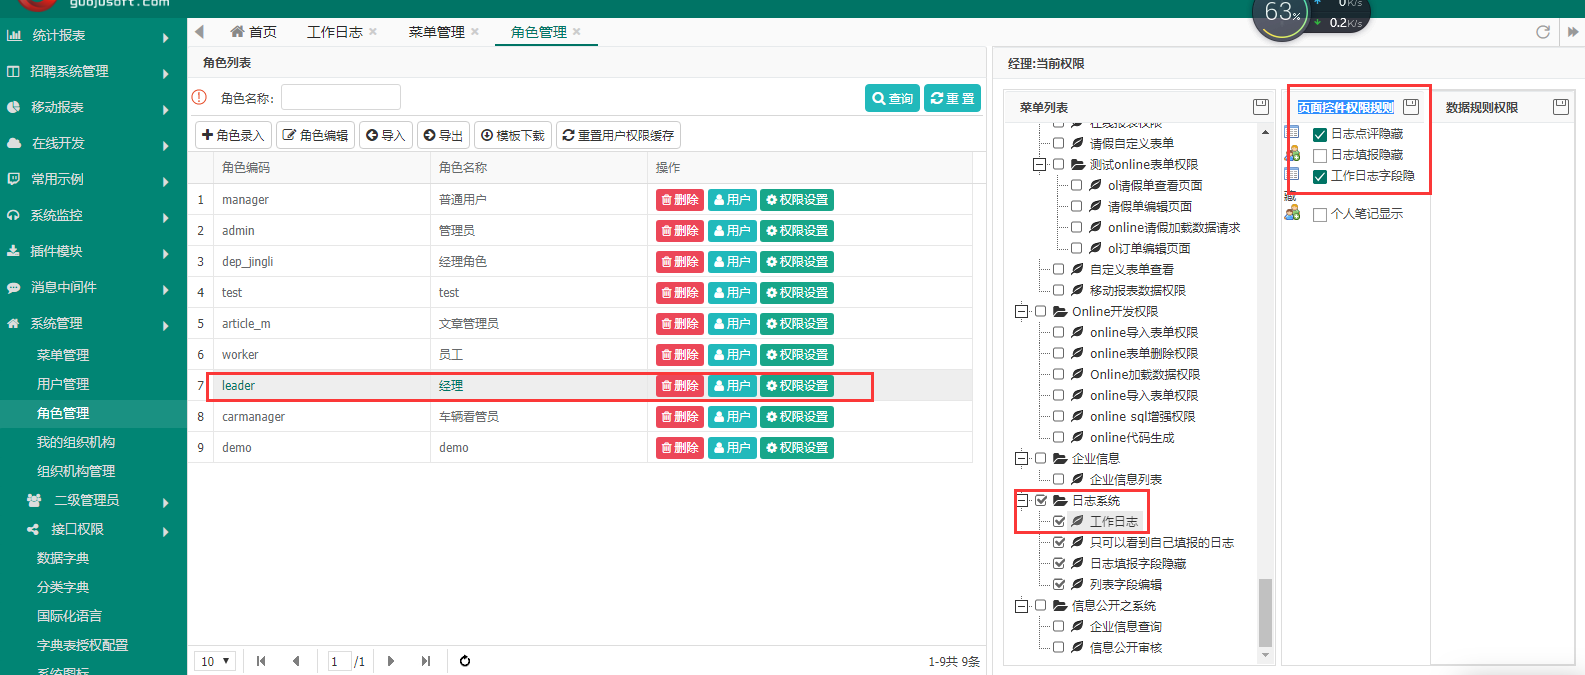 guojusoft.com
63%
0K/s
0.2K/s
统计报表
招聘系统管理
移动报表
在线开发
常用示例
系统监控
插件模块
消息中间件
系统管理
菜单管理
用户管理
角色管理
我的组织机构
组织机构管理
二级管理员
接口权限
数据字典
分类字典
国际化语言
字典表授权配置
系统图标
首页
工作日志
菜单管理
角色管理
角色列表
角色名称:
查询
重 置
角色录入
角色编辑
导入
导出
模板下载
重置用户权限缓存
角色编码 角色名称 操作
1 manager 普通用户 删除 用户 权限设置
2 admin 管理员 删除 用户 权限设置
3 dep_jingli 经理角色 删除 用户 权限设置
4 test test 删除 用户 权限设置
5 article_m 文章管理员 删除 用户 权限设置
6 worker 员工 删除 用户 权限设置
7 leader 经理 删除 用户 权限设置
8 carmanager 车辆看管员 删除 用户 权限设置
9 demo demo 删除 用户 权限设置
10
1 /1
1-9共 9条
经理:当前权限
菜单列表
在线报表权限
请假自定义表单
测试online表单权限
ol请假单查看页面
请假单编辑页面
online请假加载数据请求
ol订单编辑页面
自定义表单查看
移动报表数据权限
Online开发权限
online导入表单权限
online表单删除权限
Online加载数据权限
online导入表单权限
online sql增强权限
online代码生成
企业信息
企业信息列表
日志系统
工作日志
只可以看到自己填报的日志
日志填报字段隐藏
列表字段编辑
信息公开之系统
企业信息查询
信息公开审核
页面控件权限规则
日志点评隐藏
日志填报隐藏
工作日志字段隐
藏
个人笔记显示
数据规则权限